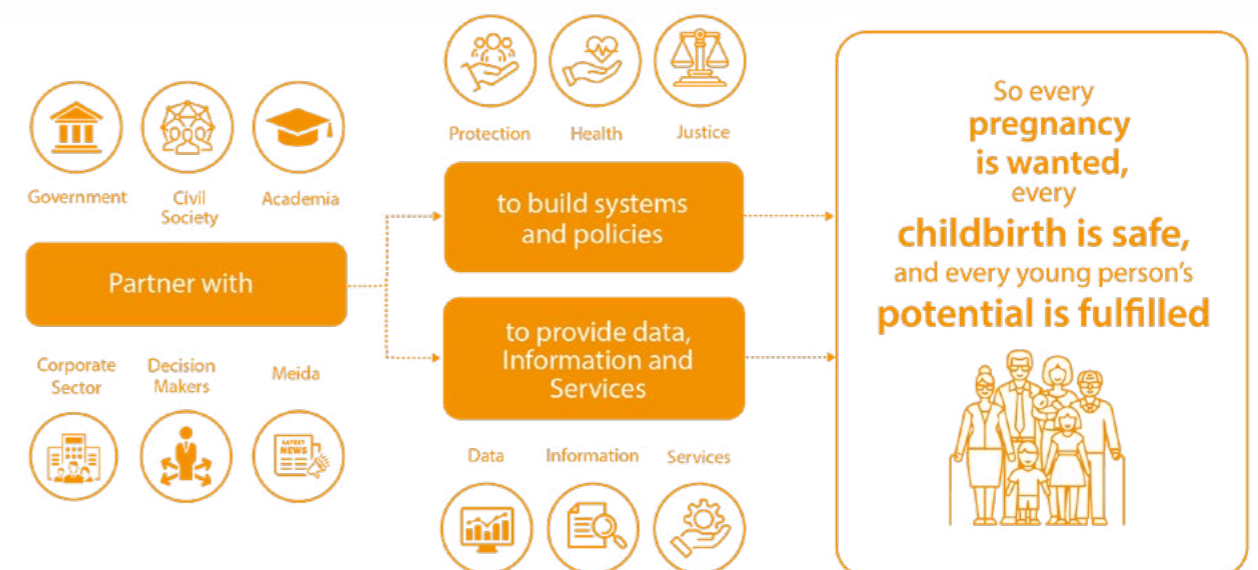 Government
Civil
Society
Academia
Partner with
Corporate
Sector
Decision
Makers
Meida
LATEST
NEWS
Protection
Health
Justice
to build systems
and policies
to provide data,
Information and
Services
Data
Information
Services
So every
pregnancy
is wanted,
every
childbirth is safe,
and every young person's
potential is fulfilled